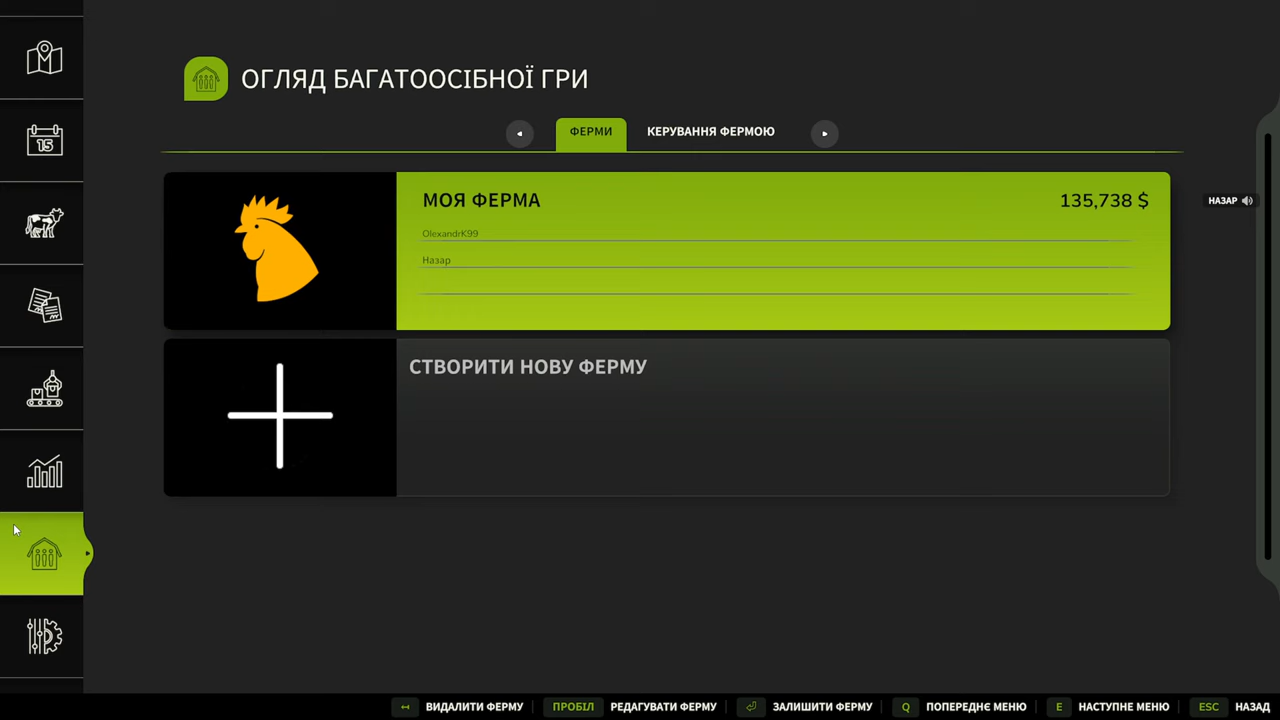 ОГЛЯД БАГАТООСІБНОЇ ГРИ
ФЕРМИ КЕРУВАННЯ ФЕРМОЮ
МОЯ ФЕРМА 135,738 $
НАЗАР
OlexandrK99
Назар
СТВОРИТИ НОВУ ФЕРМУ
15
ВИДАЛИТИ ФЕРМУ ПРОБІЛ РЕДАГУВАТИ ФЕРМУ ЗАЛИШИТИ ФЕРМУ Q ПОПЕРЕДНЄ МЕНЮ E НАСТУПНЕ МЕНЮ ESC НАЗАД